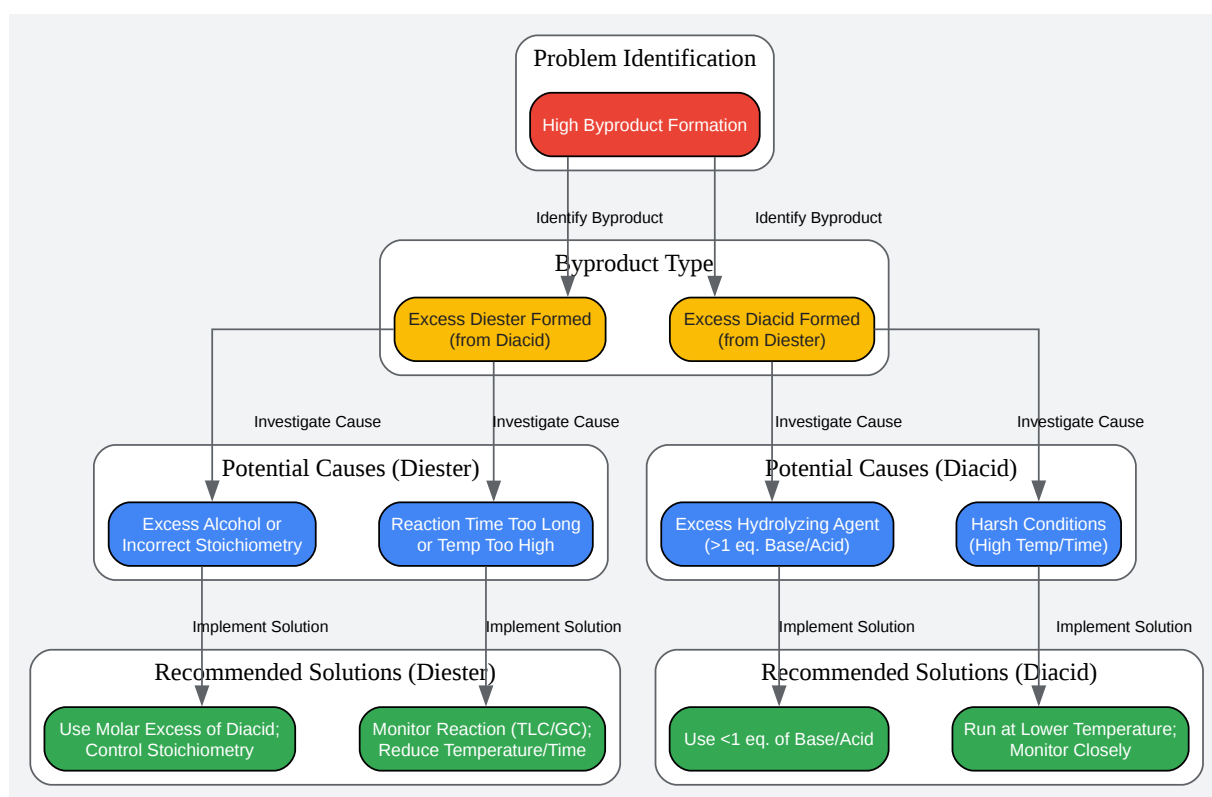 Problem Identification
High Byproduct Formation
Identify Byproduct
Identify Byproduct
Byproduct Type
Excess Diester Formed
(from Diacid)
Excess Diacid Formed
(from Diester)
Investigate Cause
Investigate Cause
Investigate Cause
Investigate Cause
Potential Causes (Diester)
Excess Alcohol or
Incorrect Stoichiometry
Reaction Time Too Long
or Temp Too High
Potential Causes (Diacid)
Excess Hydrolyzing Agent
(>1 eq. Base/Acid)
Harsh Conditions
(High Temp/Time)
Implement Solution
Implement Solution
Implement Solution
Implement Solution
Recommended Solutions (Diester)
Use Molar Excess of Diacid;
Control Stoichiometry
Monitor Reaction (TLC/GC);
Reduce Temperature/Time
Recommended Solutions (Diacid)
Use <1 eq. of Base/Acid
Run at Lower Temperature;
Monitor Closely